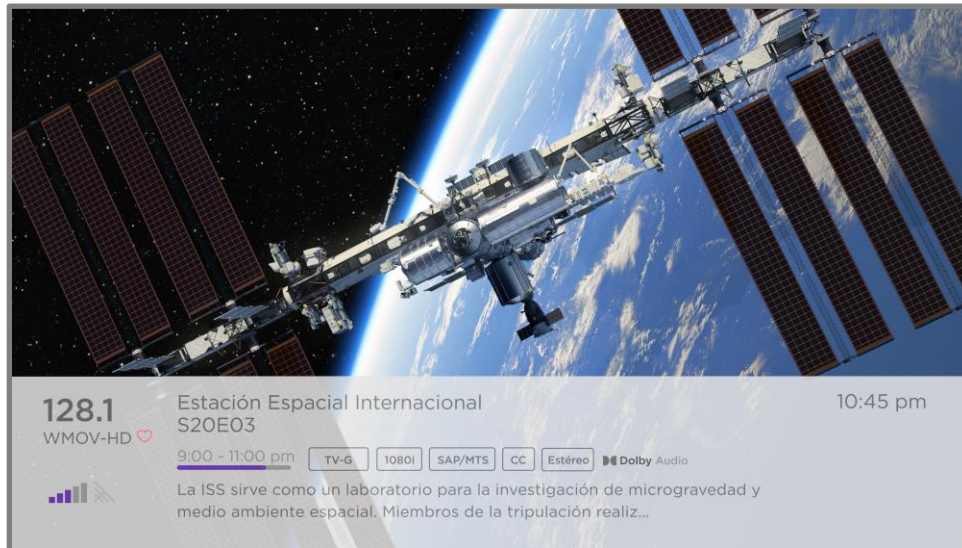 128.1
WMOV-HD
Estación Espacial Internacional
S20E03
10:45 pm
9:00 - 11:00 pm
TV-G
1080i
SAP/MTS
CC
Estéreo
Dolby Audio
La ISS sirve como un laboratorio para la investigación de microgravedad y
medio ambiente espacial. Miembros de la tripulación realiz...